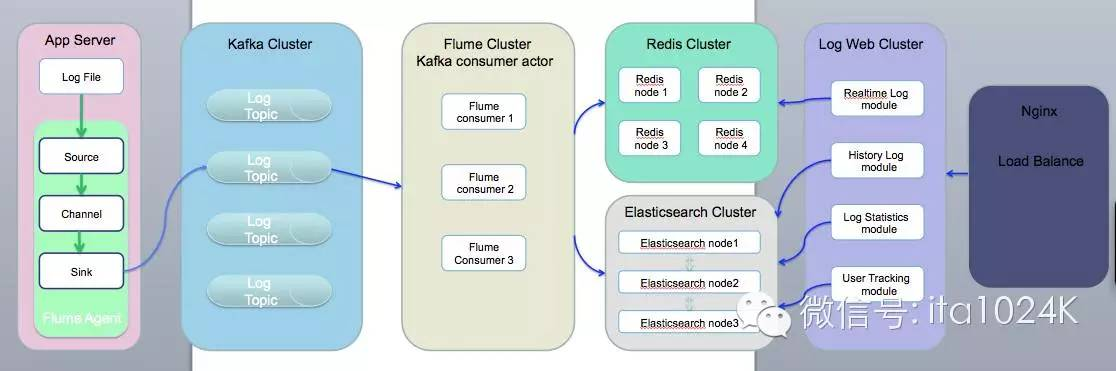 App Server
Log File
Source
Channel
Sink
Flume Agent
Kafka Cluster
Log
Topic
Log
Topic
Log
Topic
Log
Topic
Flume Cluster
Kafka consumer actor
Flume
consumer 1
Flume
consumer 2
Flume
Consumer 3
Redis Cluster
Redis
node 1
Redis
node 2
Redis
node 3
Redis
node 4
Elasticsearch Cluster
Elasticsearch node1
Elasticsearch node2
Elasticsearch node3
Log Web Cluster
Realtime Log
module
History Log
module
Log Statistics
module
User Tracking
module
Nginx
Load Balance
微信号: ita1024K